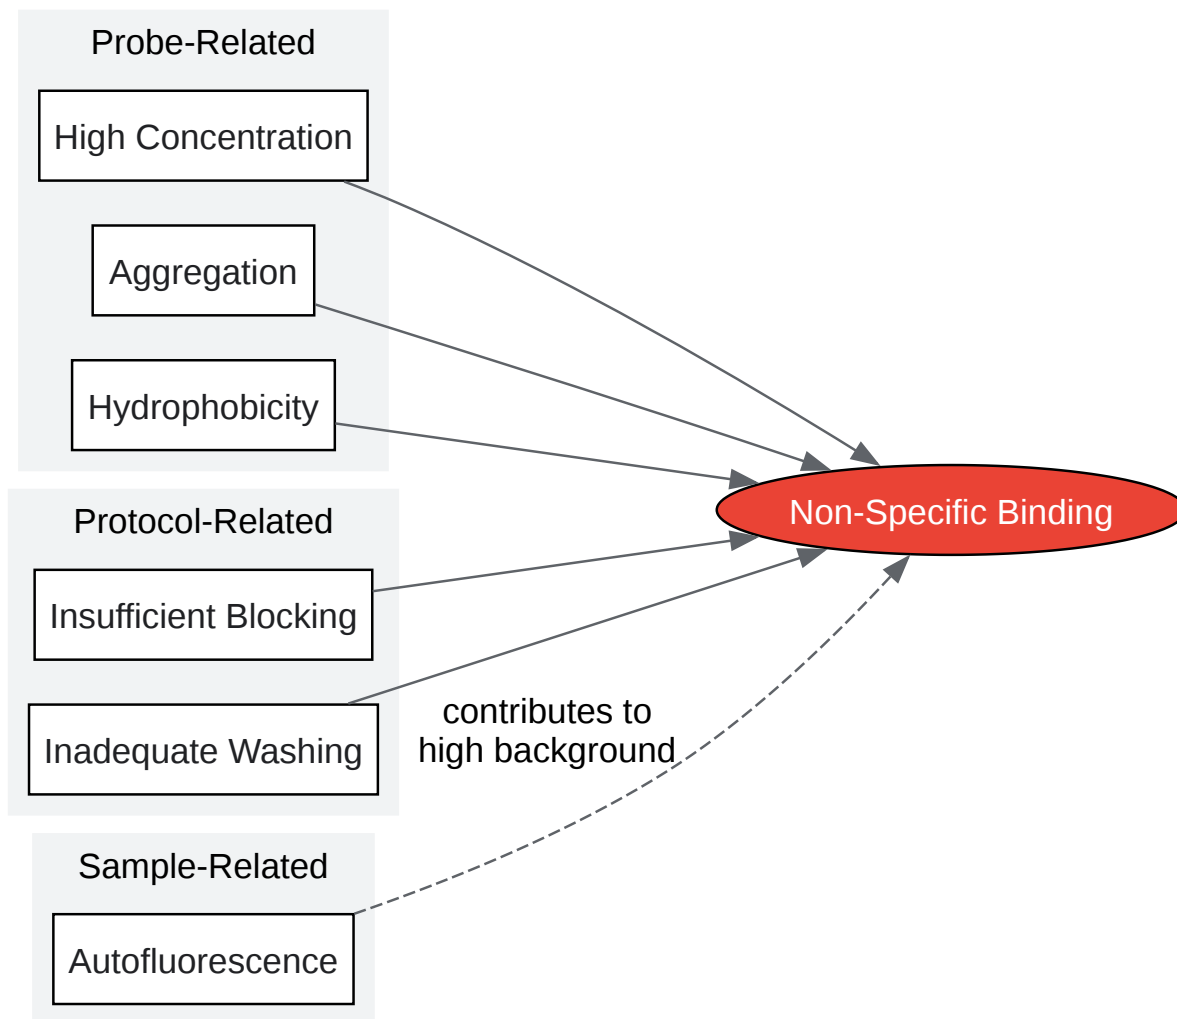 Probe-Related
High Concentration
Aggregation
Hydrophobicity
Non-Specific Binding
Protocol-Related
Insufficient Blocking
Inadequate Washing
contributes to
high background
Sample-Related
Autofluorescence